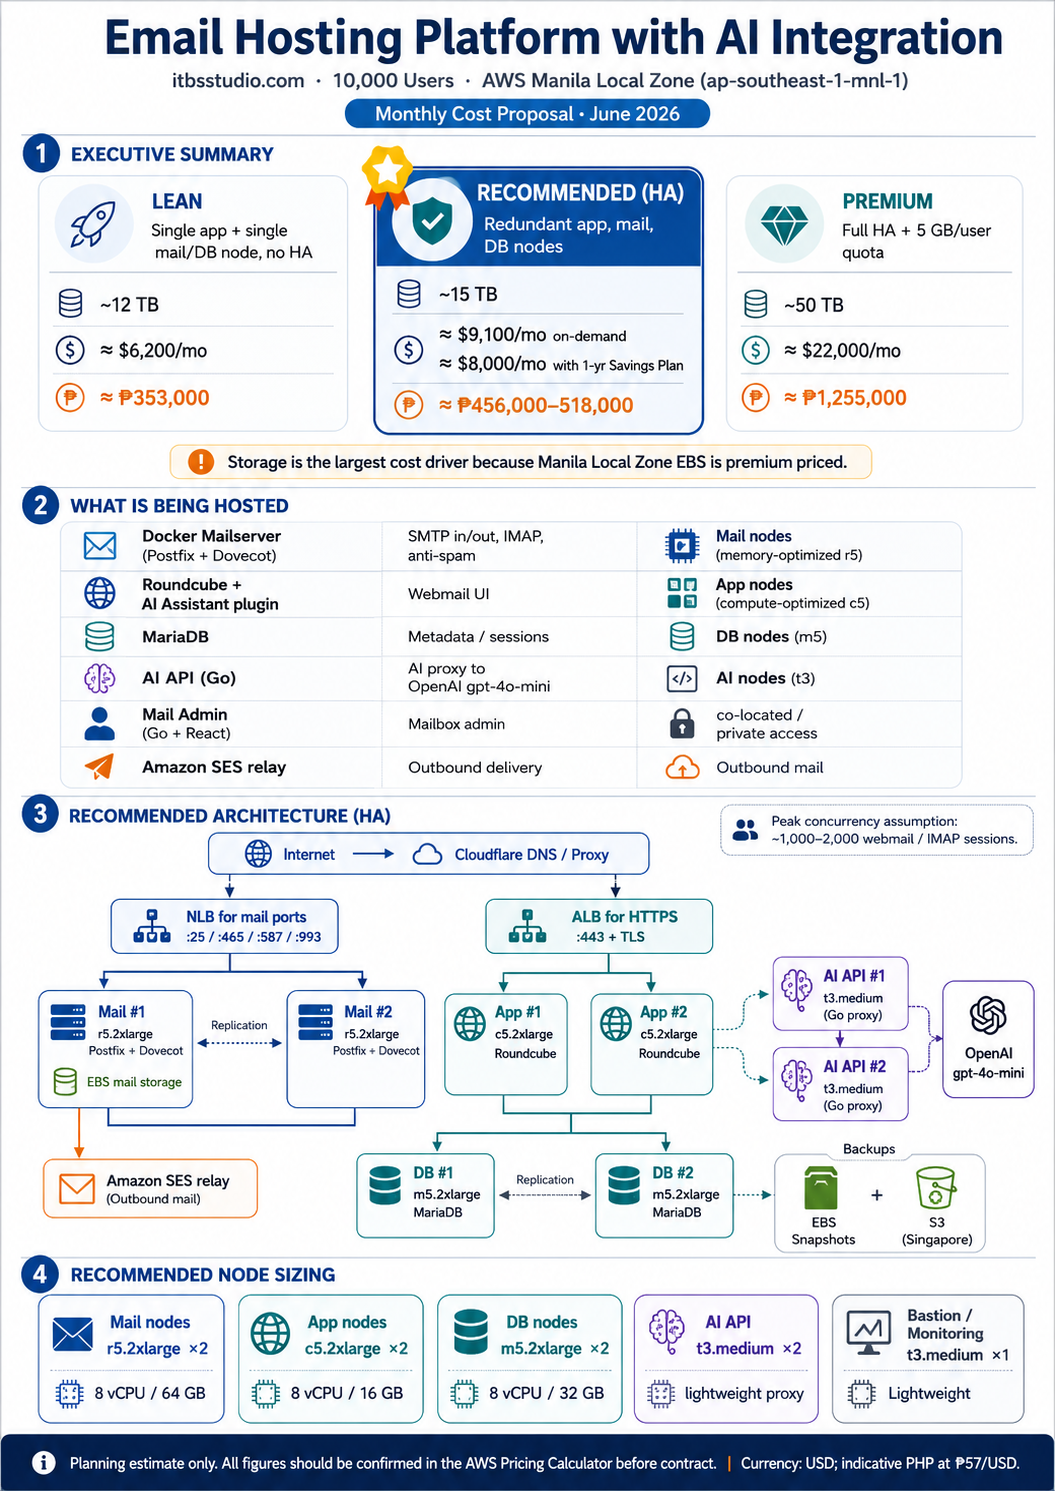 Email Hosting Platform with AI Integration
itbsstudio.com · 10,000 Users · AWS Manila Local Zone (ap-southeast-1-mnl-1)
Monthly Cost Proposal • June 2026
1 EXECUTIVE SUMMARY
LEAN
Single app + single
mail/DB node, no HA
~12 TB
$ ≈ $6,200/mo
₱ ≈ ₱353,000
RECOMMENDED (HA)
Redundant app, mail,
DB nodes
~15 TB
$ ≈ $9,100/mo on-demand
≈ $8,000/mo with 1-yr Savings Plan
₱ ≈ ₱456,000–518,000
PREMIUM
Full HA + 5 GB/user
quota
~50 TB
$ ≈ $22,000/mo
₱ ≈ ₱1,255,000
! Storage is the largest cost driver because Manila Local Zone EBS is premium priced.
2 WHAT IS BEING HOSTED
Docker Mailserver
(Postfix + Dovecot)
SMTP in/out, IMAP,
anti-spam
Mail nodes
(memory-optimized r5)
Roundcube +
AI Assistant plugin
Webmail UI
App nodes
(compute-optimized c5)
MariaDB
Metadata / sessions
DB nodes (m5)
AI API (Go)
AI proxy to
OpenAI gpt-4o-mini
</> AI nodes (t3)
Mail Admin
(Go + React)
Mailbox admin
co-located /
private access
Amazon SES relay
Outbound delivery
Outbound mail
3 RECOMMENDED ARCHITECTURE (HA)
Peak concurrency assumption:
~1,000–2,000 webmail / IMAP sessions.
Internet
Cloudflare DNS / Proxy
NLB for mail ports
:25 / :465 / :587 / :993
ALB for HTTPS
:443 + TLS
Mail #1
r5.2xlarge
Postfix + Dovecot
EBS mail storage
Replication
Mail #2
r5.2xlarge
Postfix + Dovecot
App #1
c5.2xlarge
Roundcube
App #2
c5.2xlarge
Roundcube
AI API #1
t3.medium
(Go proxy)
AI API #2
t3.medium
(Go proxy)
OpenAI
gpt-4o-mini
Amazon SES relay
(Outbound mail)
DB #1
m5.2xlarge
MariaDB
Replication
DB #2
m5.2xlarge
MariaDB
Backups
EBS
Snapshots
+
S3
(Singapore)
4 RECOMMENDED NODE SIZING
Mail nodes
r5.2xlarge ×2
8 vCPU / 64 GB
App nodes
c5.2xlarge ×2
8 vCPU / 16 GB
DB nodes
m5.2xlarge ×2
8 vCPU / 32 GB
AI API
t3.medium ×2
lightweight proxy
Bastion /
Monitoring
t3.medium ×1
Lightweight
i Planning estimate only. All figures should be confirmed in the AWS Pricing Calculator before contract. | Currency: USD; indicative PHP at ₱57/USD.